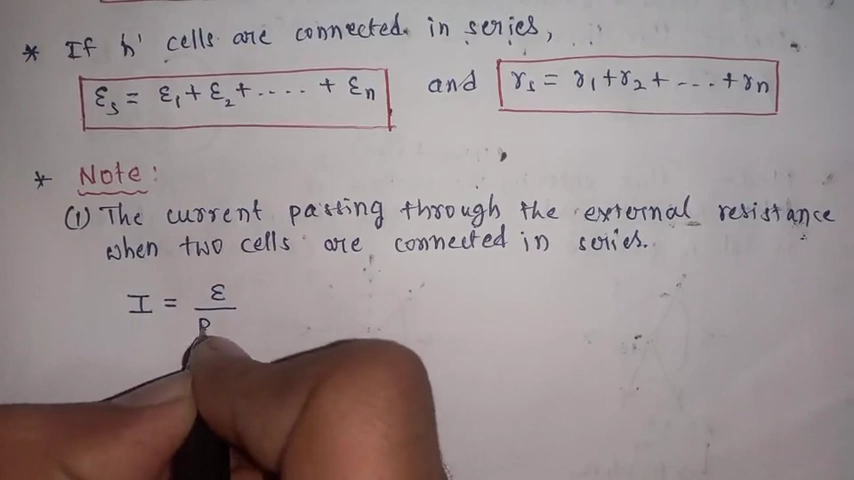 * If 'n' cells are connected in series,
εs = ε1 + ε2 + .... + εn and rs = r1 + r2 + ... + rn
* Note:
(1) The current passing through the external resistance
when two cells are connected in series.
I = ε
R